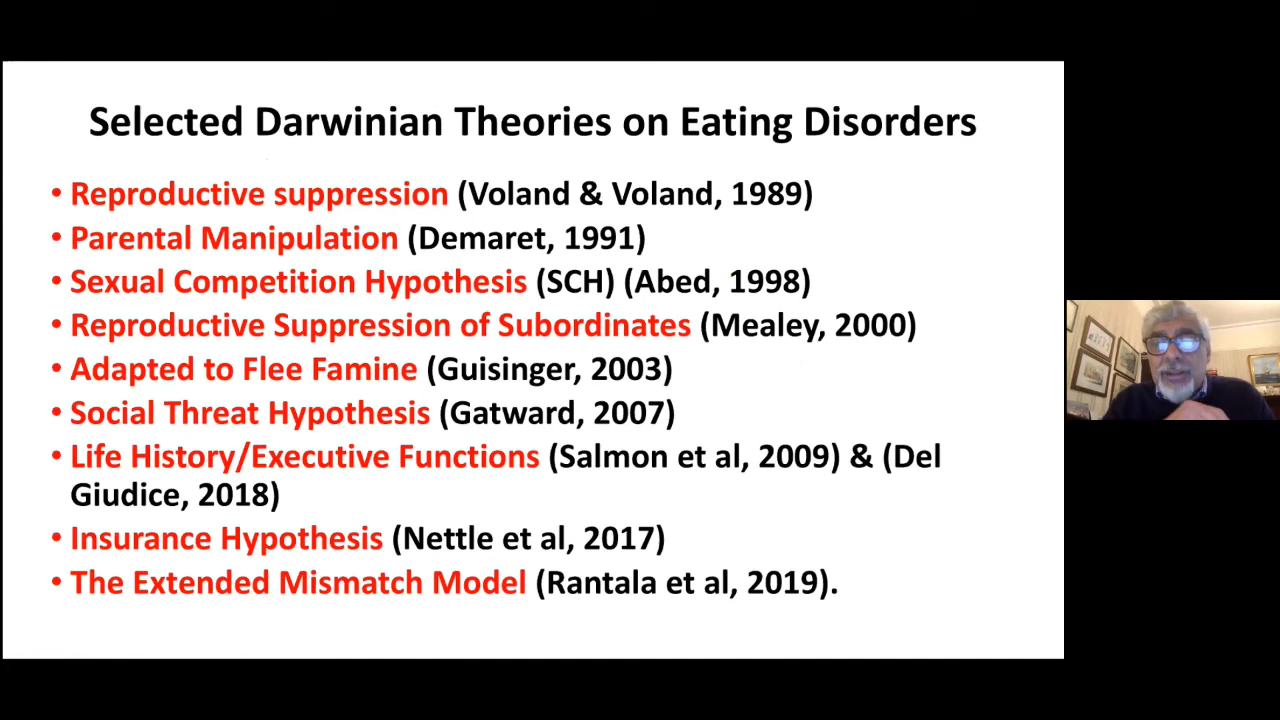 Selected Darwinian Theories on Eating Disorders
• Reproductive suppression (Voland & Voland, 1989)
• Parental Manipulation (Demaret, 1991)
• Sexual Competition Hypothesis (SCH) (Abed, 1998)
• Reproductive Suppression of Subordinates (Mealey, 2000)
• Adapted to Flee Famine (Guisinger, 2003)
• Social Threat Hypothesis (Gatward, 2007)
• Life History/Executive Functions (Salmon et al, 2009) & (Del
Giudice, 2018)
• Insurance Hypothesis (Nettle et al, 2017)
• The Extended Mismatch Model (Rantala et al, 2019).